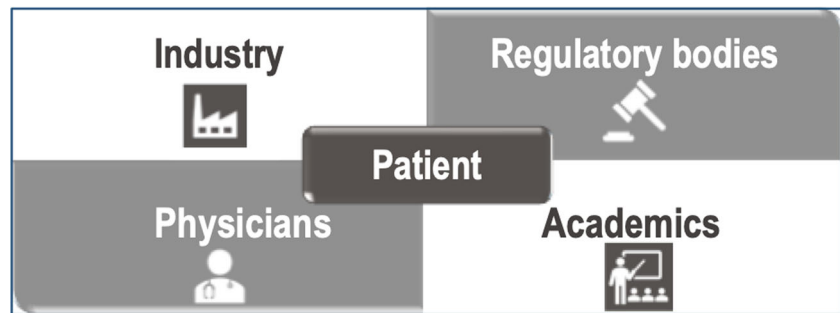 Industry
Regulatory bodies
Patient
Physicians
Academics